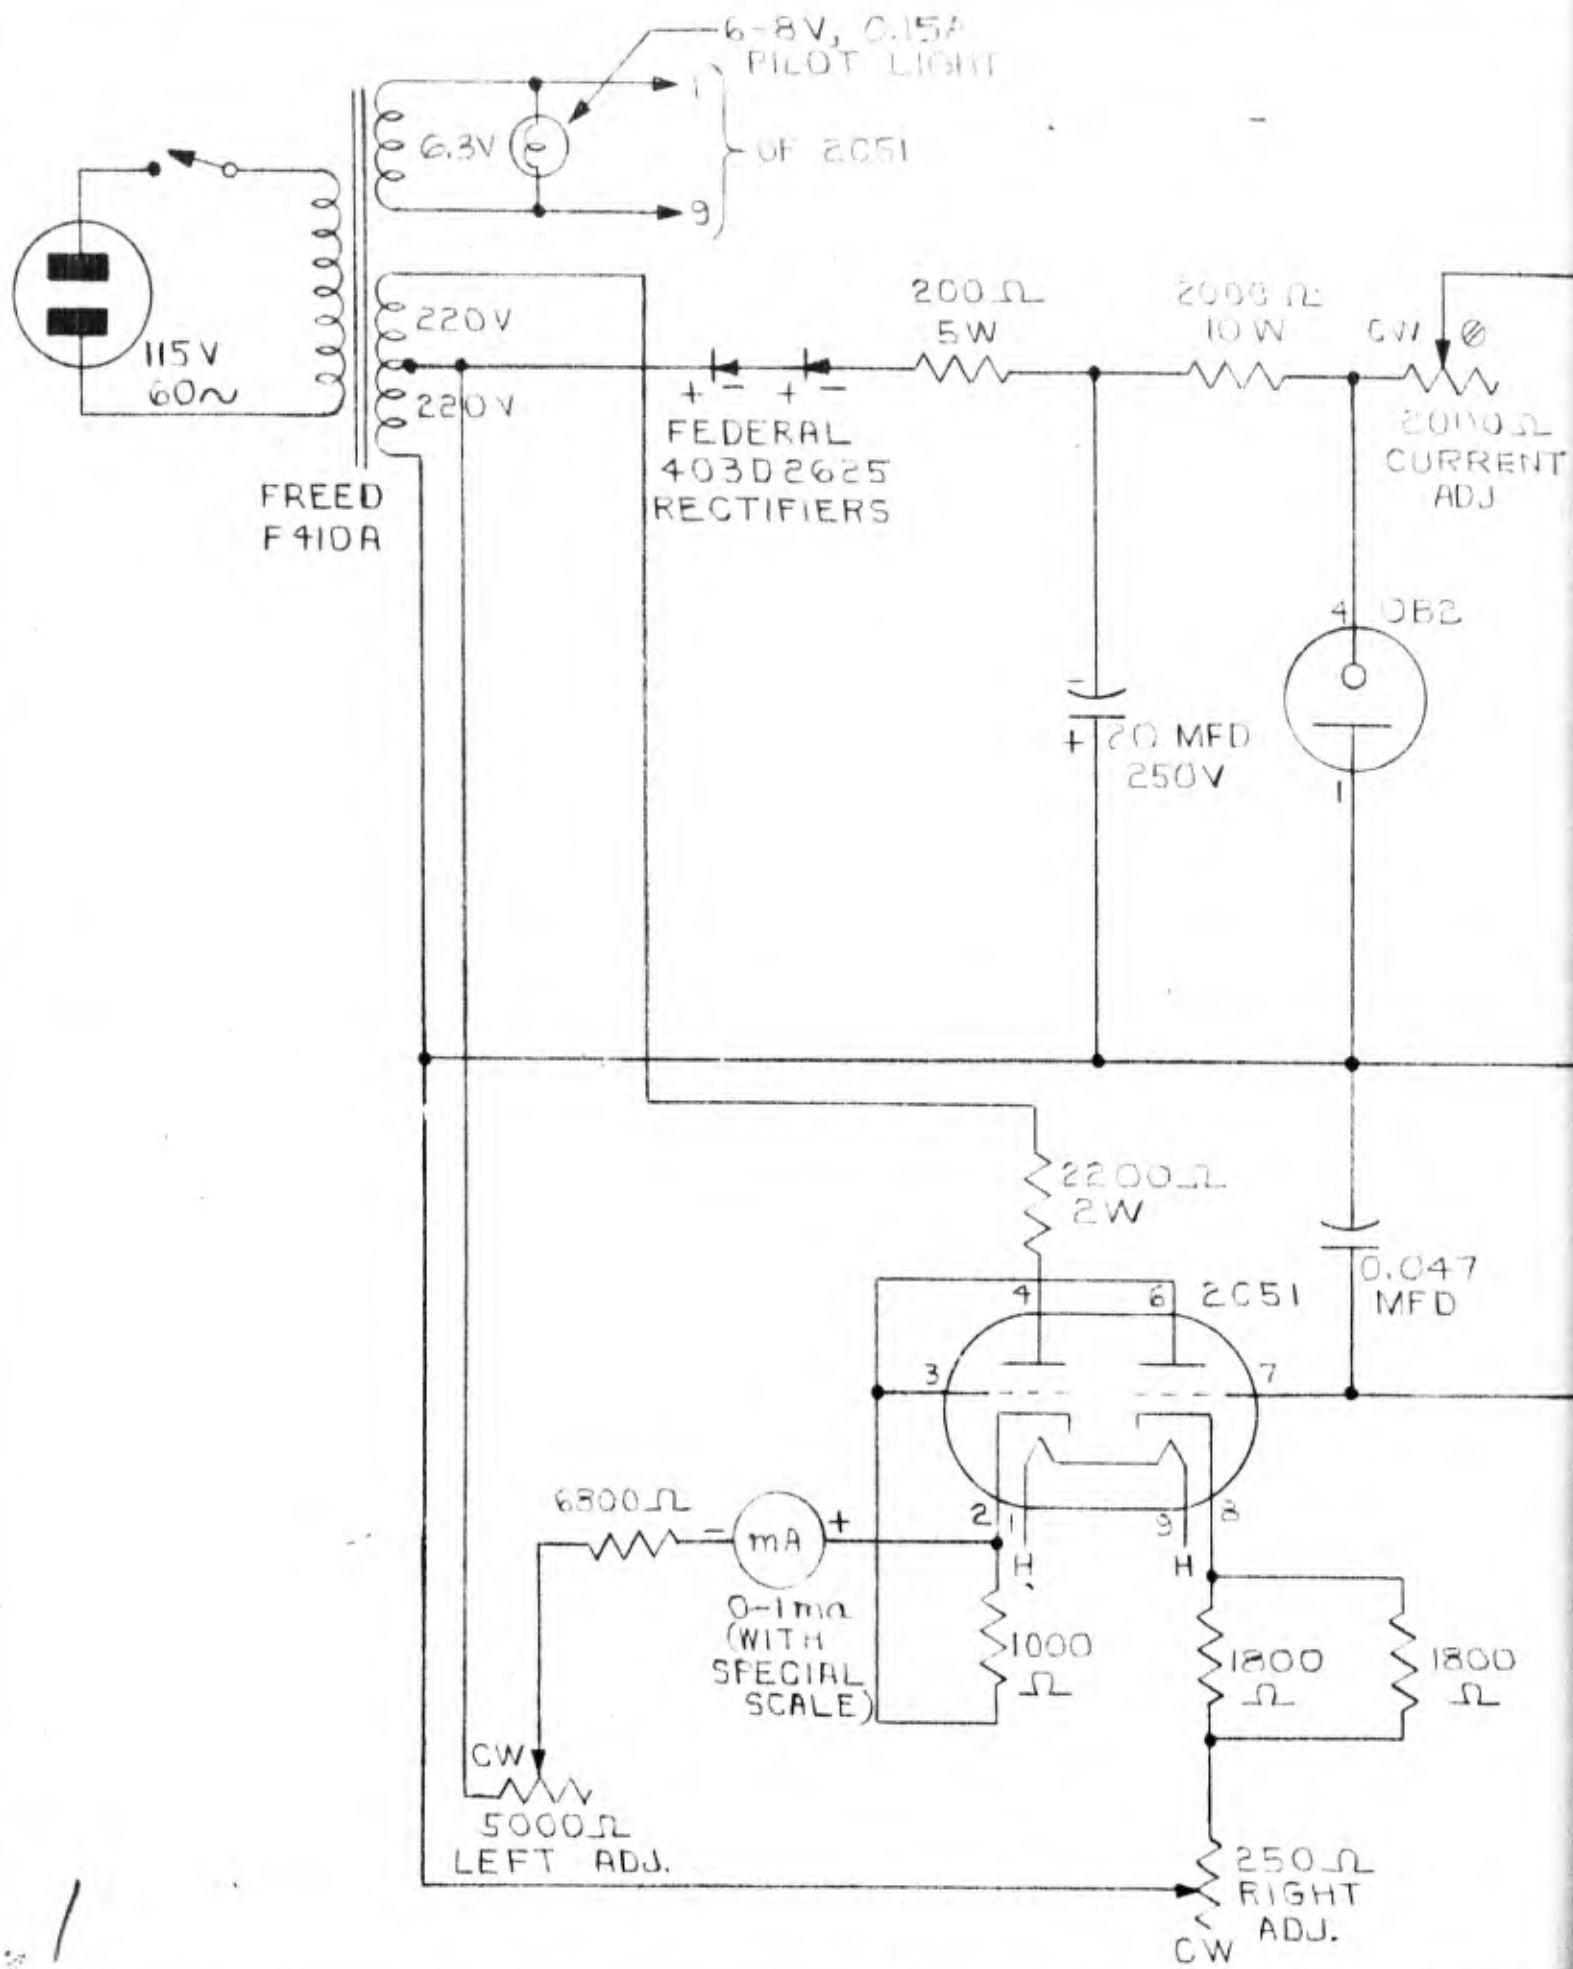 6-8V, 0.15A
PILOT LIGHT
1
6.3V
OF 2C51
9
115V
60~
220V
220V
FREED
F410A
+ - + -
FEDERAL
403D2625
RECTIFIERS
200Ω
5W
2000Ω
10W
CW
2000Ω
CURRENT
ADJ
4 OB2
1
-
+ 20 MFD
250V
2200Ω
2W
0.047
MFD
4 6 2C51
3 7
2 1 9 8
H H
6800Ω
- mA +
0-1ma
(WITH
SPECIAL
SCALE)
1000
Ω
1800
Ω
1800
Ω
CW
5000Ω
LEFT ADJ.
250Ω
RIGHT
ADJ.
CW
1